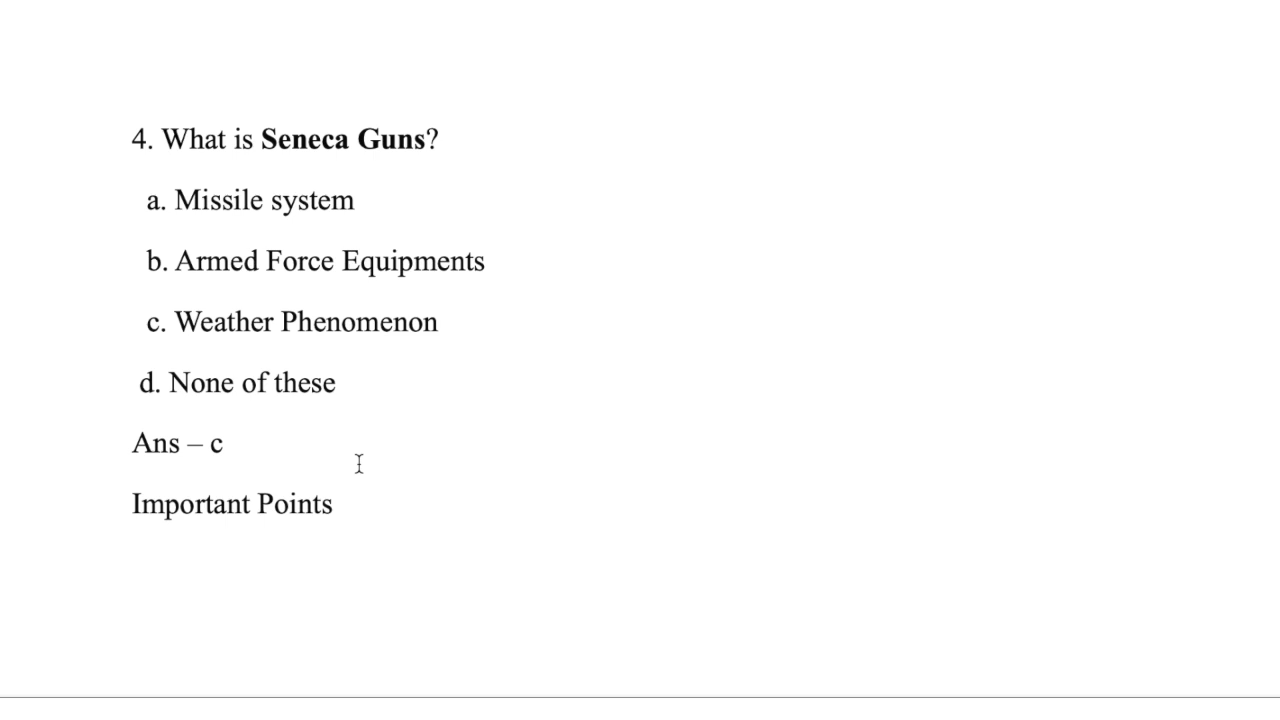 4. What is Seneca Guns?
a. Missile system
b. Armed Force Equipments
c. Weather Phenomenon
d. None of these
Ans – c
Important Points